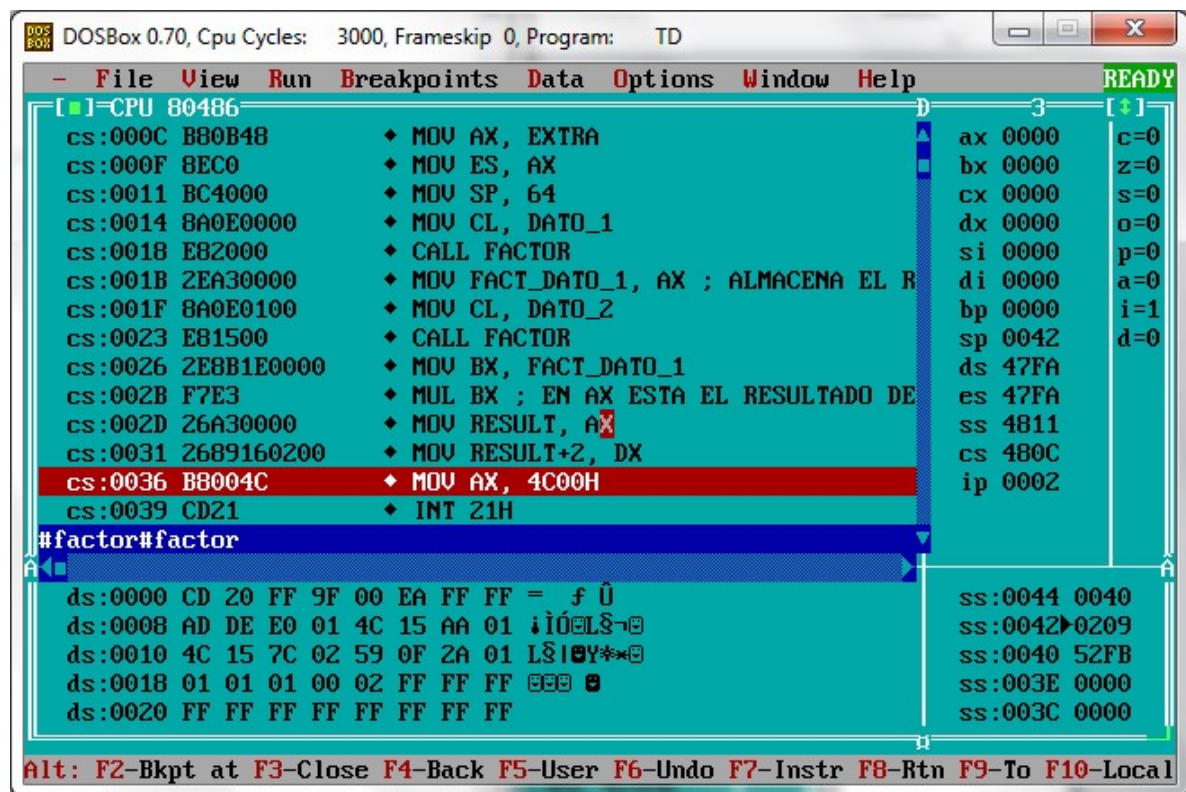 DOS BOX DOSBox 0.70, Cpu Cycles: 3000, Frameskip 0, Program: TD
- File View Run Breakpoints Data Options Window Help READY
[■]=CPU 80486 D 3 [↕]
cs:000C B80B48 ♦ MOV AX, EXTRA ax 0000 c=0
cs:000F 8EC0 ♦ MOV ES, AX bx 0000 z=0
cs:0011 BC4000 ♦ MOV SP, 64 cx 0000 s=0
cs:0014 8A0E0000 ♦ MOV CL, DATO_1 dx 0000 o=0
cs:0018 E82000 ♦ CALL FACTOR si 0000 p=0
cs:001B 2EA30000 ♦ MOV FACT_DATO_1, AX ; ALMACENA EL R di 0000 a=0
cs:001F 8A0E0100 ♦ MOV CL, DATO_2 bp 0000 i=1
cs:0023 E81500 ♦ CALL FACTOR sp 0042 d=0
cs:0026 2E8B1E0000 ♦ MOV BX, FACT_DATO_1 ds 47FA
cs:002B F7E3 ♦ MUL BX ; EN AX ESTA EL RESULTADO DE es 47FA
cs:002D 26A30000 ♦ MOV RESULT, AX ss 4811
cs:0031 2689160200 ♦ MOV RESULT+2, DX cs 480C
cs:0036 B8004C ♦ MOV AX, 4C00H ip 0002
cs:0039 CD21 ♦ INT 21H
#factor#factor
ds:0000 CD 20 FF 9F 00 EA FF FF = ƒ Û ss:0044 0040
ds:0008 AD DE E0 01 4C 15 AA 01 ¡ÌÓ☺L§¬☺ ss:0042►0209
ds:0010 4C 15 7C 02 59 0F 2A 01 L§|☻Y☼*☺ ss:0040 52FB
ds:0018 01 01 01 00 02 FF FF FF ☺☺☺ ☻ ss:003E 0000
ds:0020 FF FF FF FF FF FF FF FF ss:003C 0000
Alt: F2-Bkpt at F3-Close F4-Back F5-User F6-Undo F7-Instr F8-Rtn F9-To F10-Local